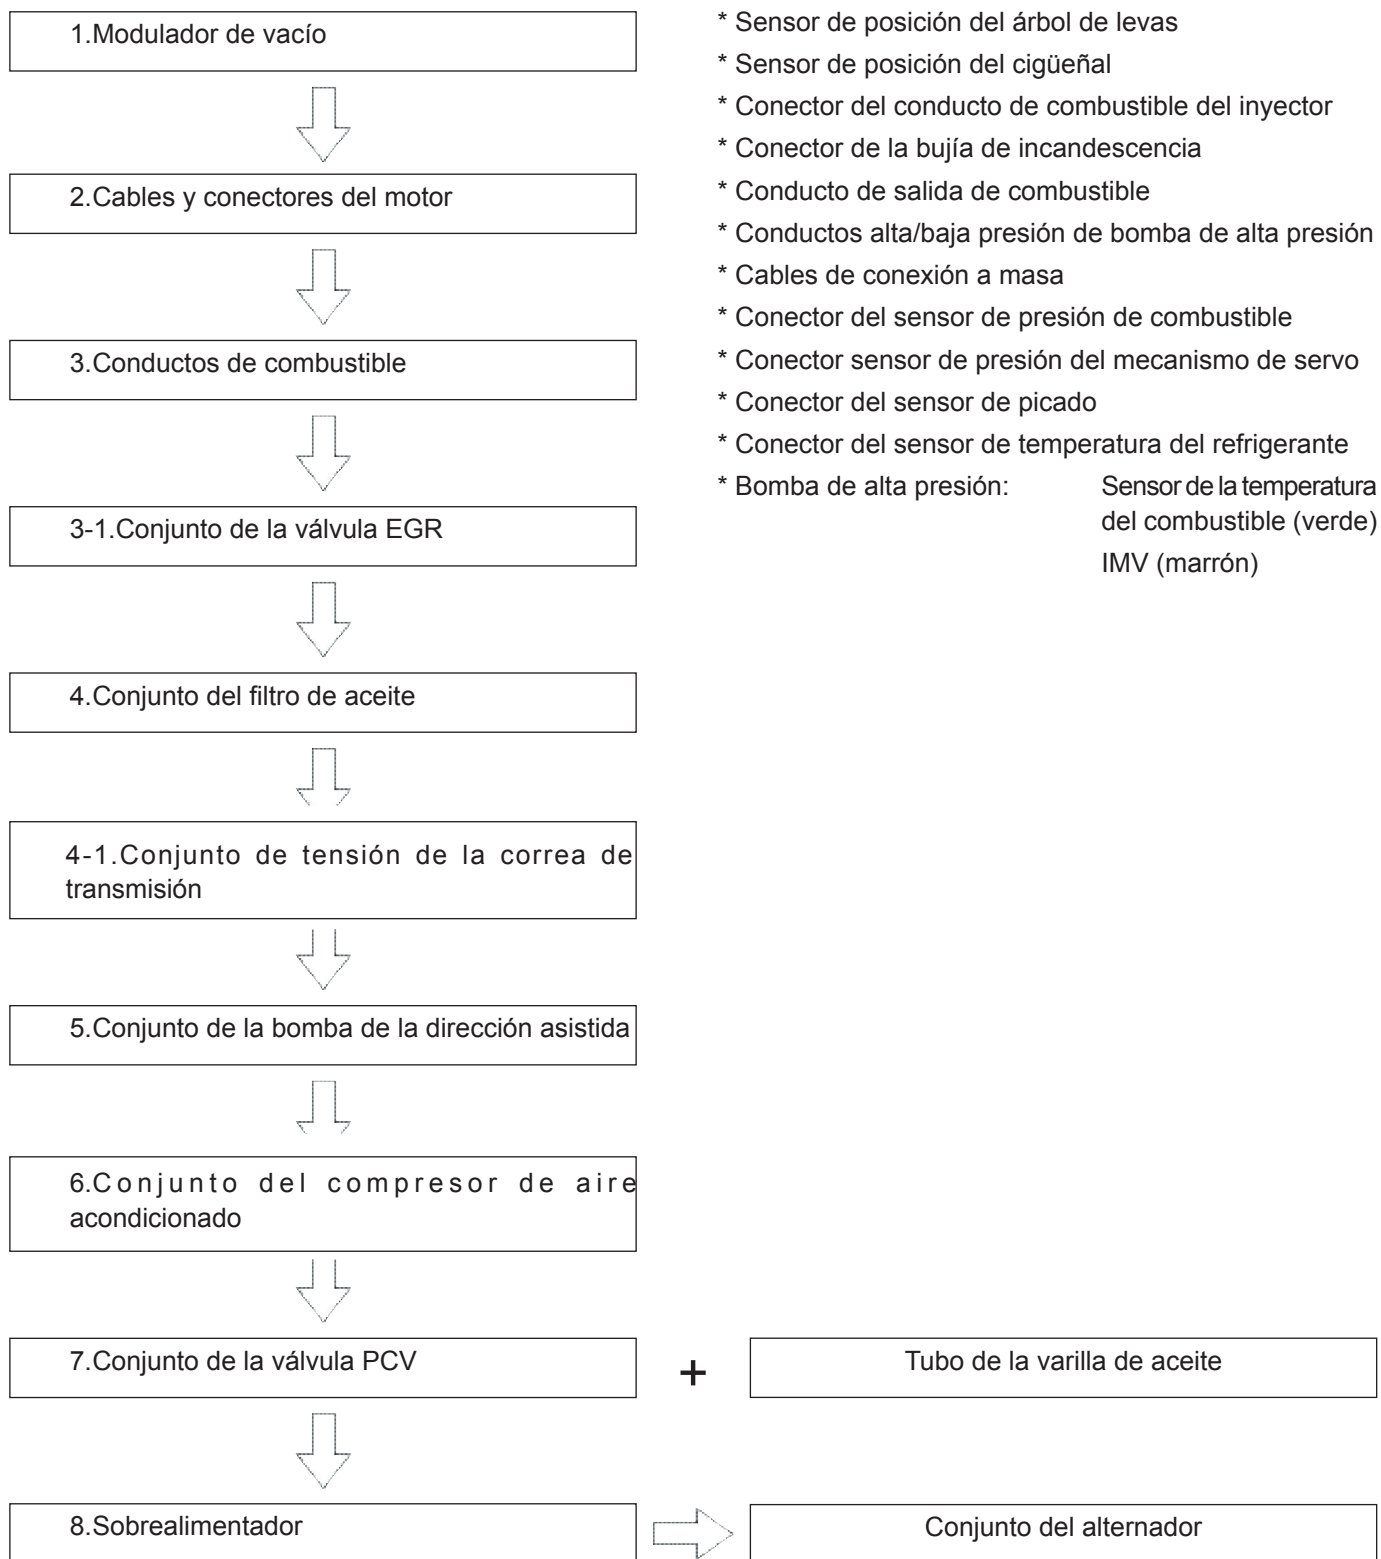 1.Modulador de vacío
2.Cables y conectores del motor
3.Conductos de combustible
3-1.Conjunto de la válvula EGR
4.Conjunto del filtro de aceite
4-1.Conjunto de tensión de la correa de
transmisión
5.Conjunto de la bomba de la dirección asistida
6.Conjunto del compresor de aire
acondicionado
7.Conjunto de la válvula PCV
+
Tubo de la varilla de aceite
8.Sobrealimentador
Conjunto del alternador
* Sensor de posición del árbol de levas
* Sensor de posición del cigüeñal
* Conector del conducto de combustible del inyector
* Conector de la bujía de incandescencia
* Conducto de salida de combustible
* Conductos alta/baja presión de bomba de alta presión
* Cables de conexión a masa
* Conector del sensor de presión de combustible
* Conector sensor de presión del mecanismo de servo
* Conector del sensor de picado
* Conector del sensor de temperatura del refrigerante
* Bomba de alta presión: Sensor de la temperatura
del combustible (verde)
IMV (marrón)